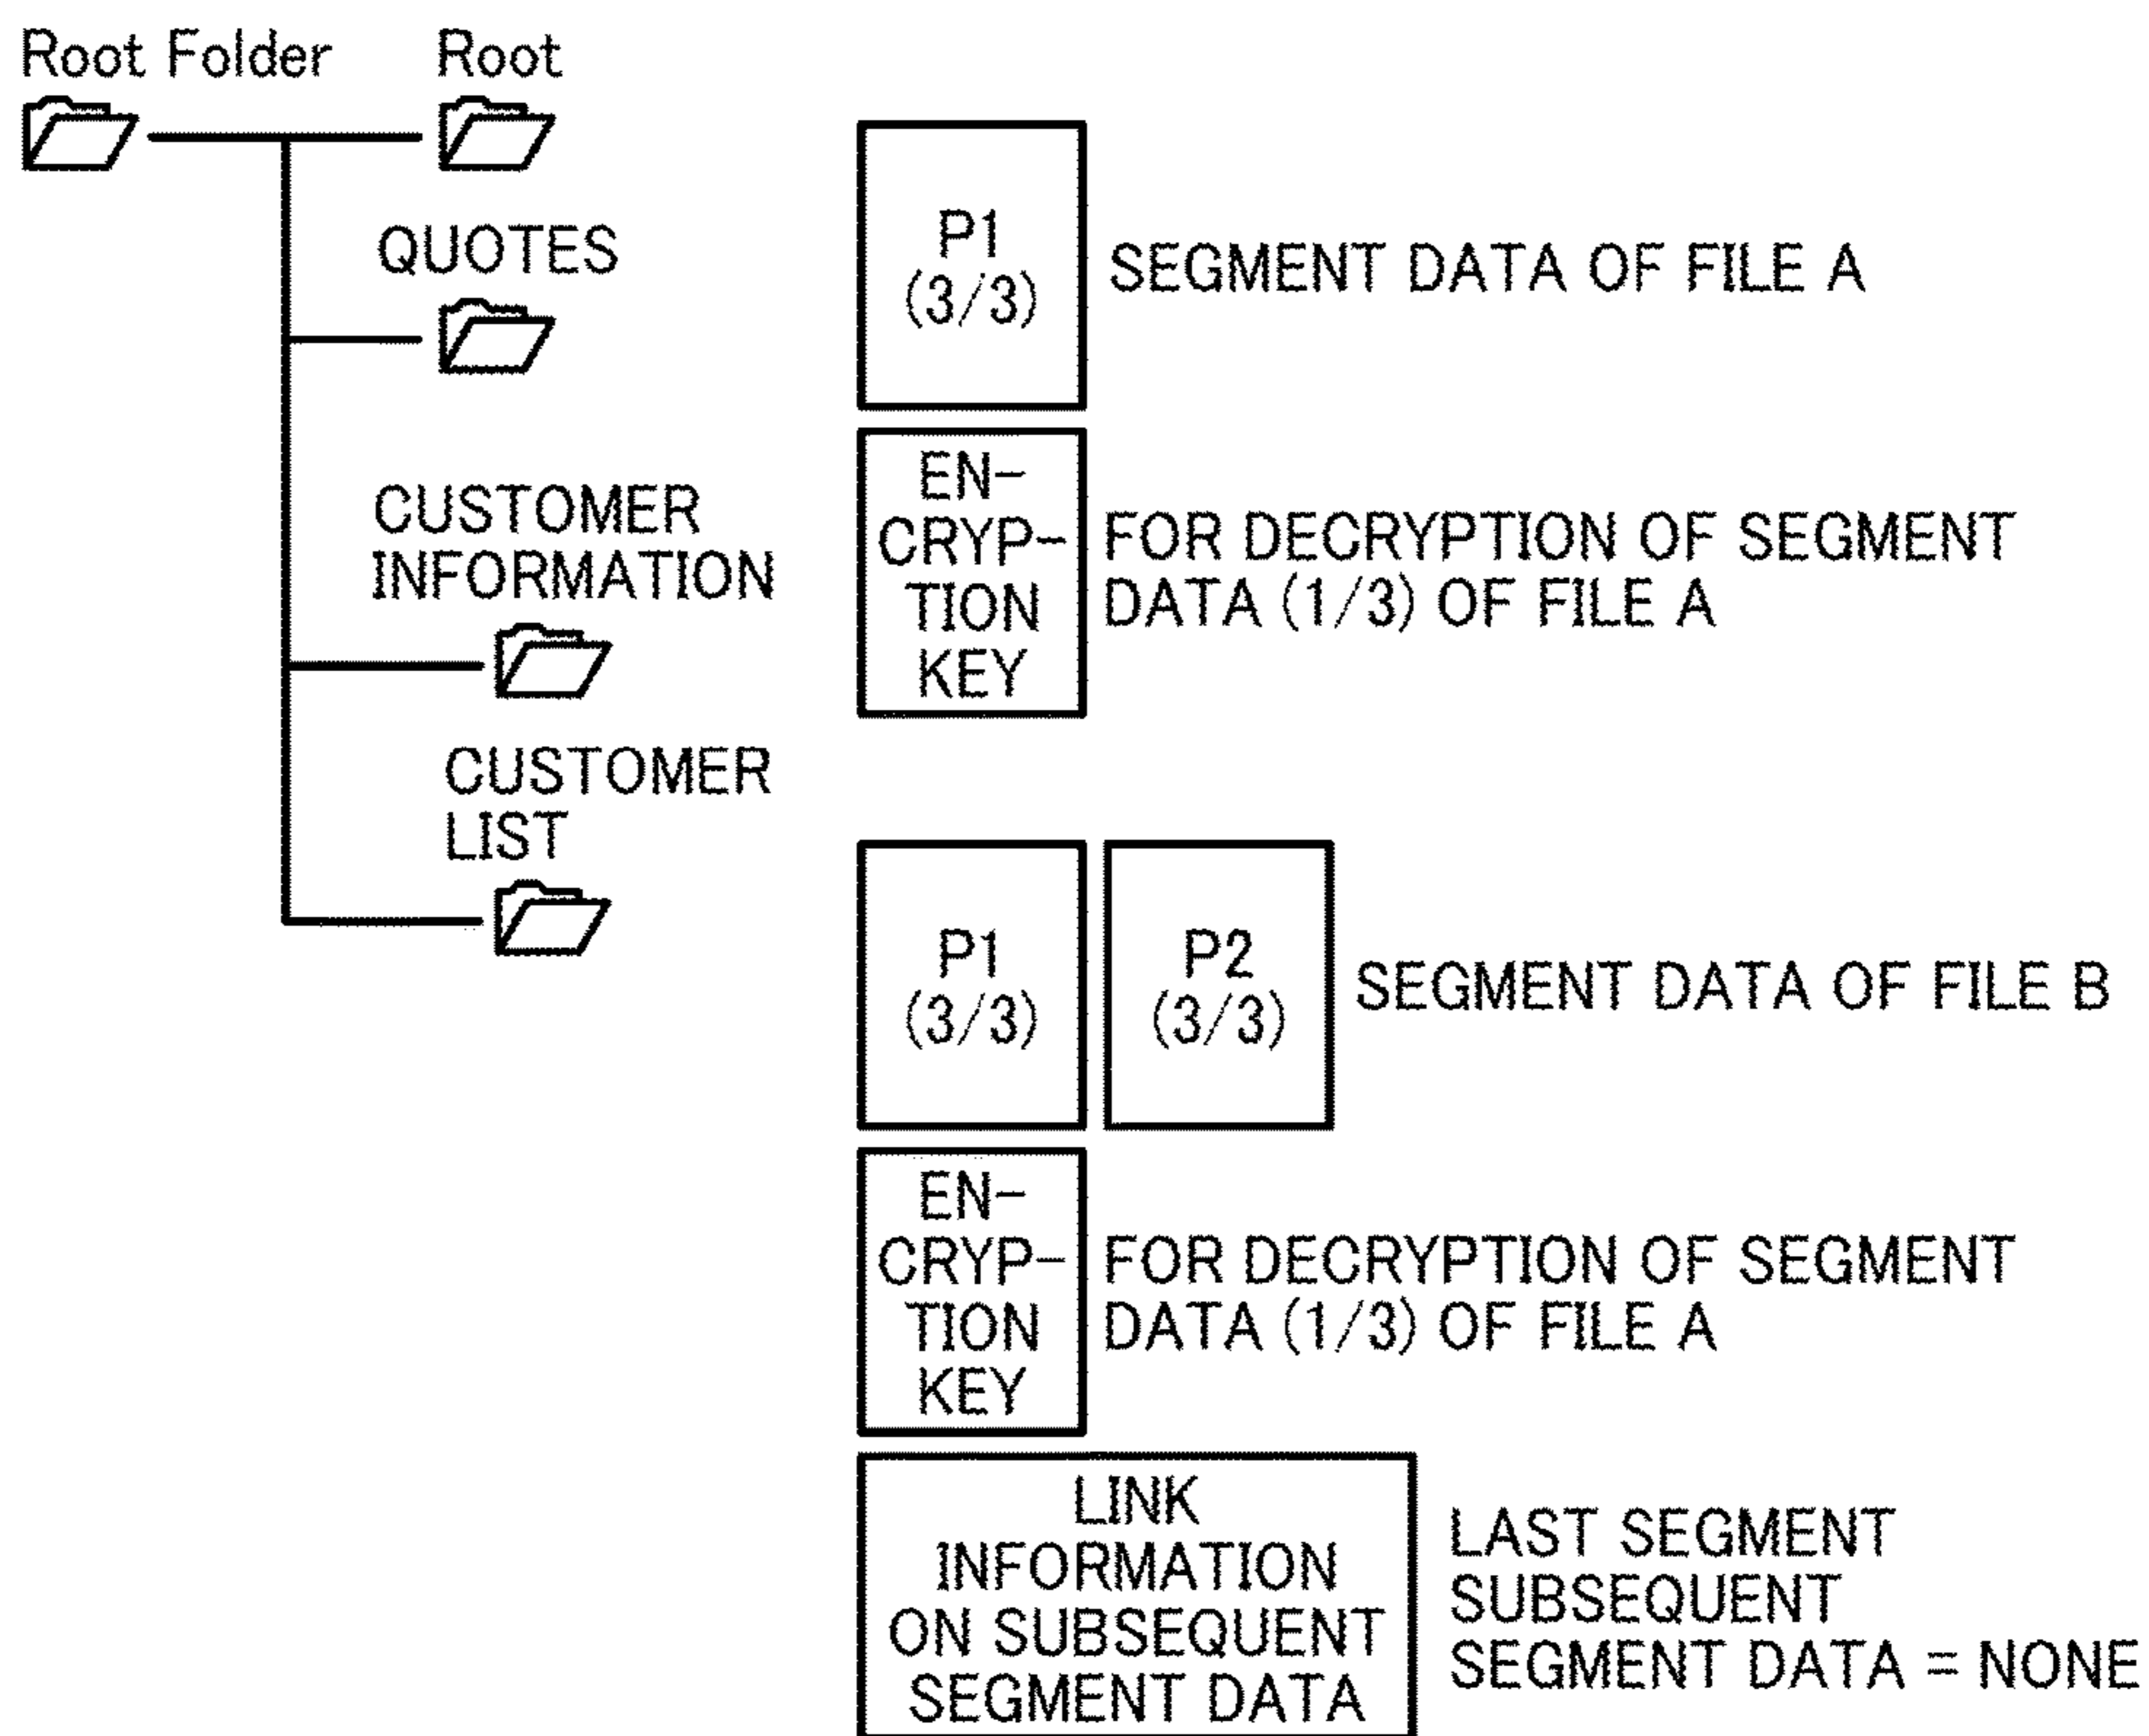 Root Folder
Root
QUOTES
CUSTOMER
INFORMATION
CUSTOMER
LIST
P1
(3/3)
SEGMENT DATA OF FILE A
EN-
CRYP-
TION
KEY
FOR DECRYPTION OF SEGMENT
DATA (1/3) OF FILE A
P1
(3/3)
P2
(3/3)
SEGMENT DATA OF FILE B
EN-
CRYP-
TION
KEY
FOR DECRYPTION OF SEGMENT
DATA (1/3) OF FILE A
LINK
INFORMATION
ON SUBSEQUENT
SEGMENT DATA
LAST SEGMENT
SUBSEQUENT
SEGMENT DATA = NONE